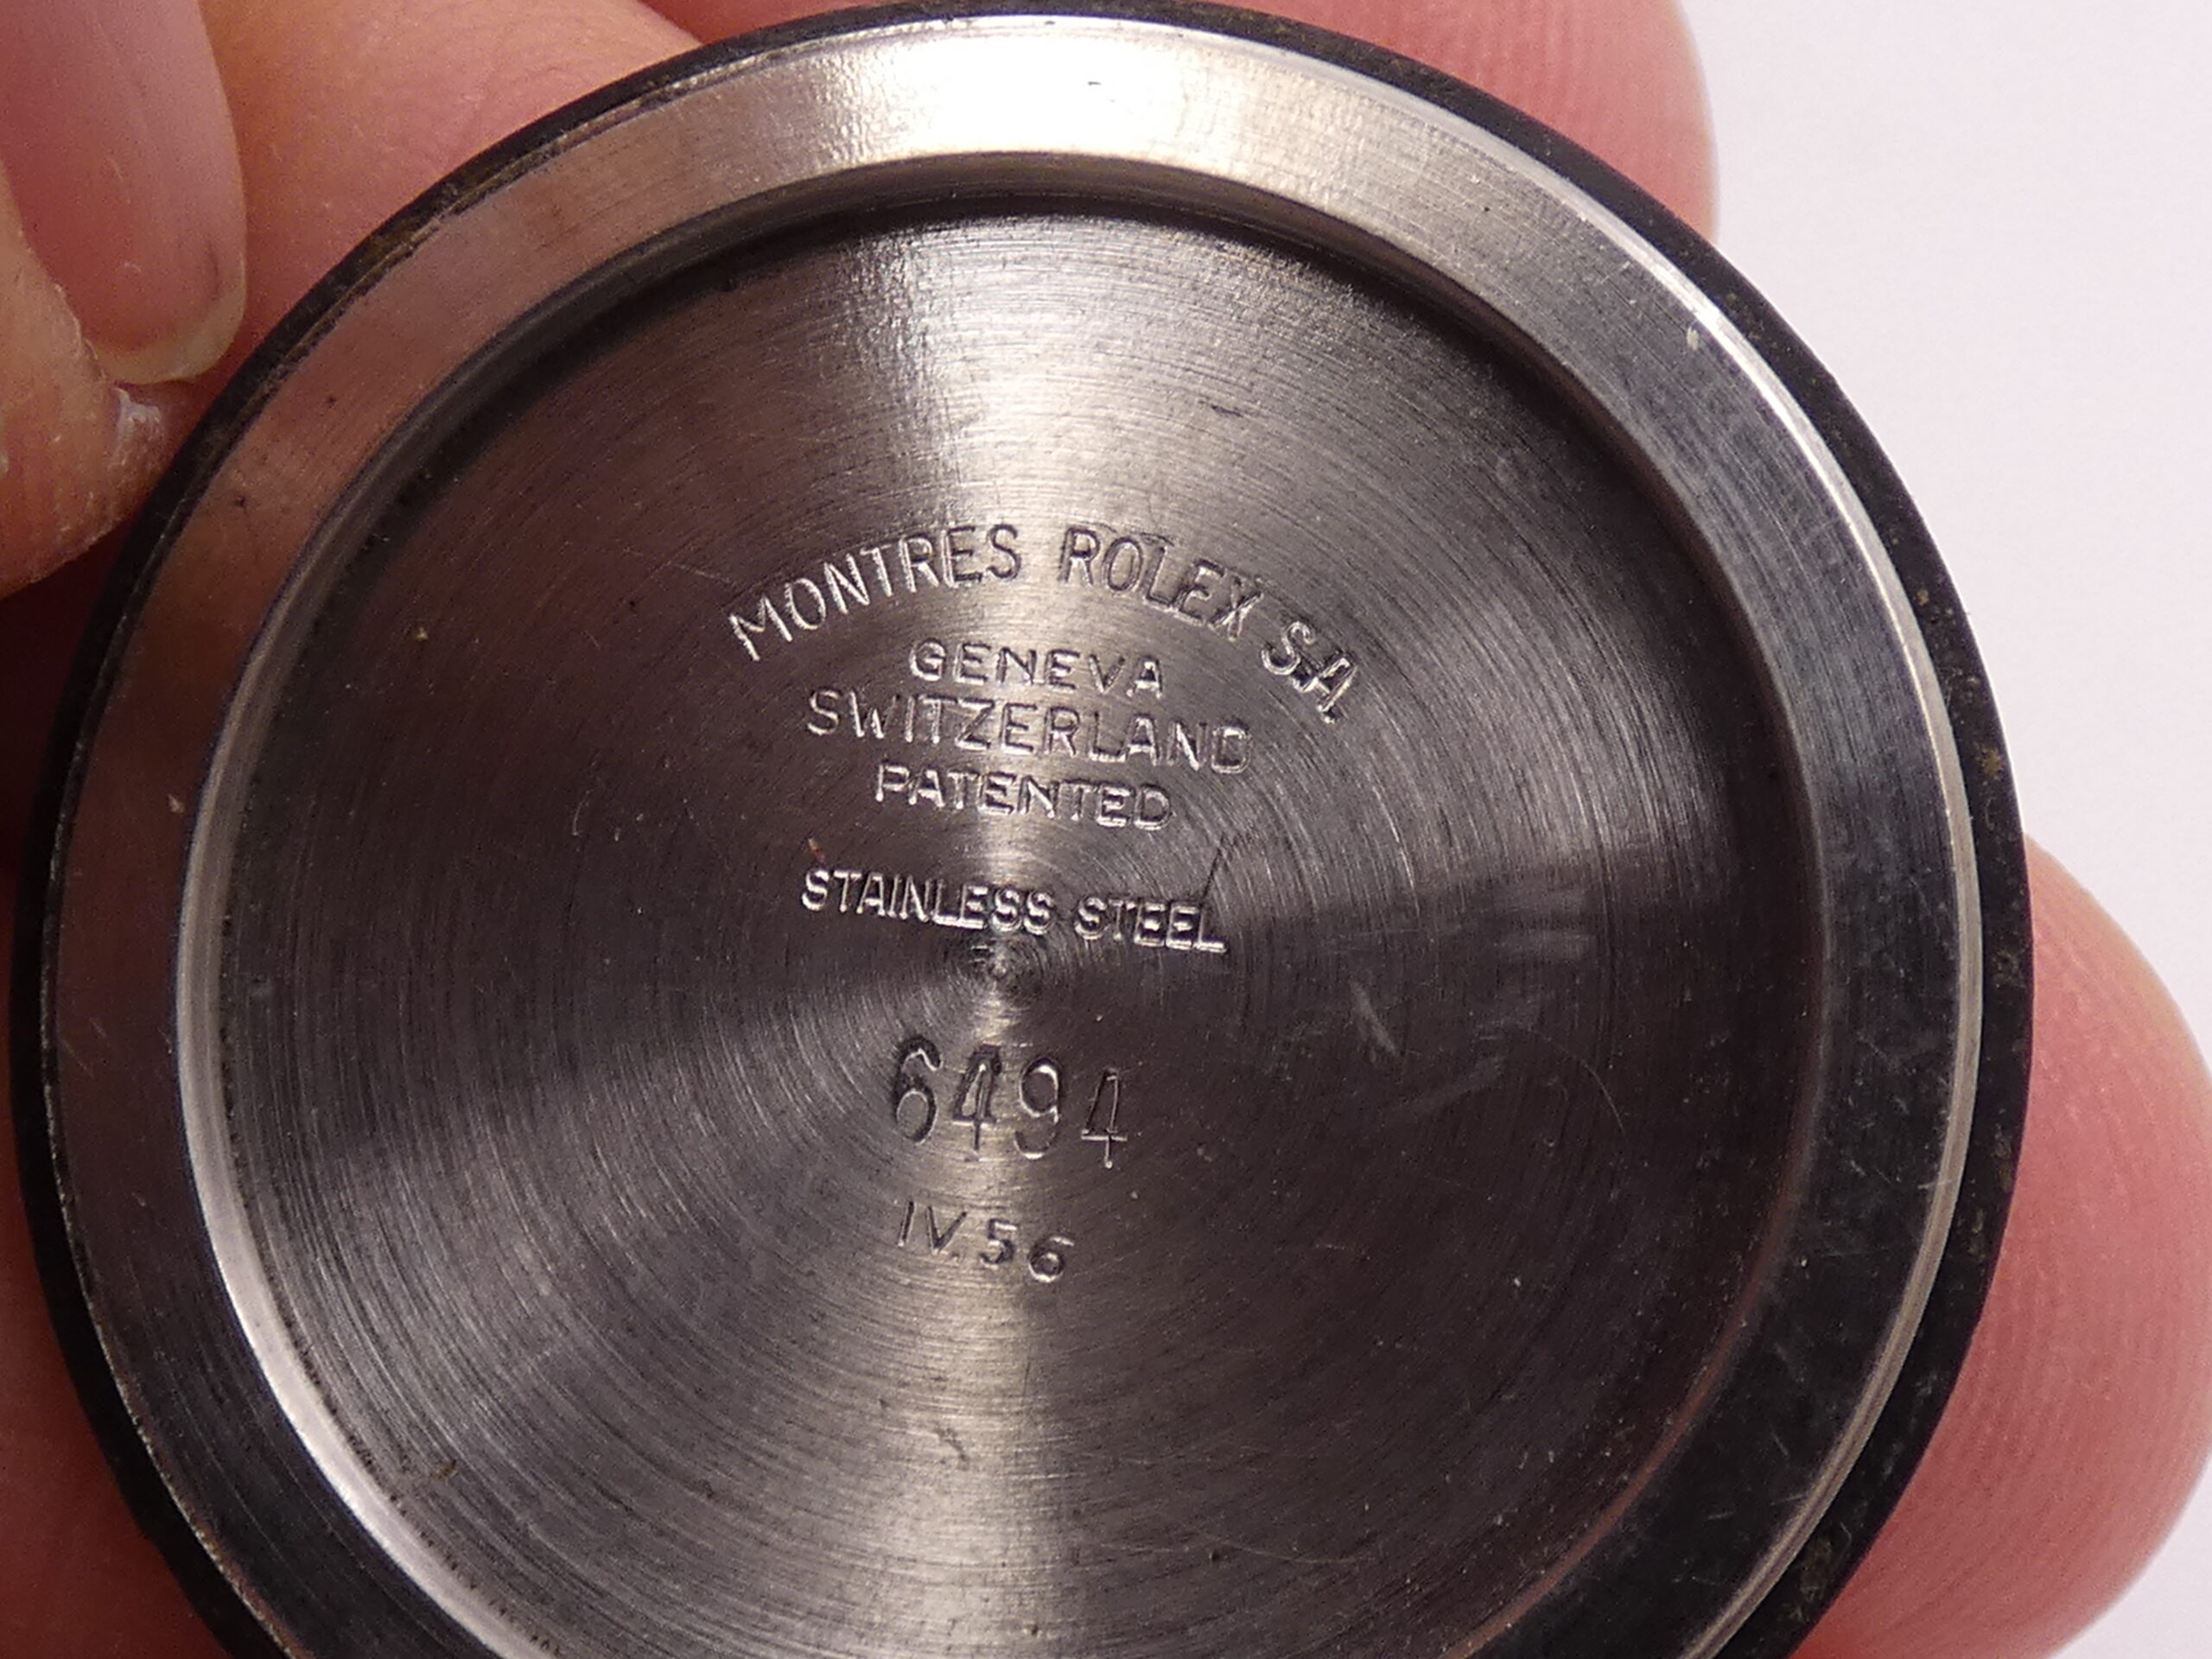 MONTRES ROLEX S.A.
GENEVA
SWITZERLAND
PATENTED
STAINLESS STEEL
6494
IV.56